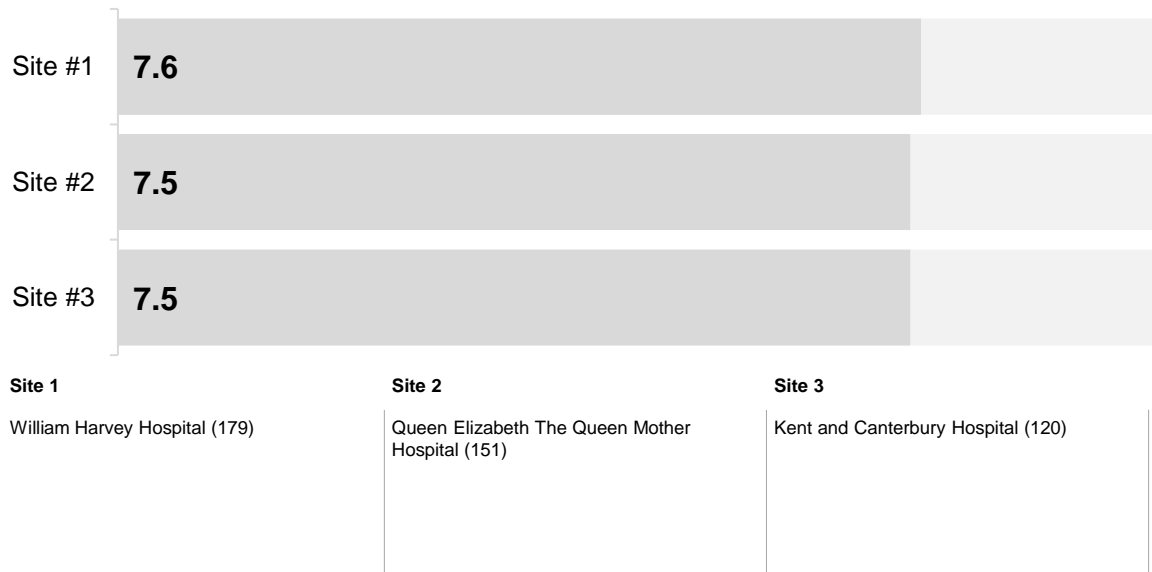 Site #1 7.6
Site #2 7.5
Site #3 7.5
Site 1 Site 2 Site 3
William Harvey Hospital (179)
Queen Elizabeth The Queen Mother
Hospital (151)
Kent and Canterbury Hospital (120)